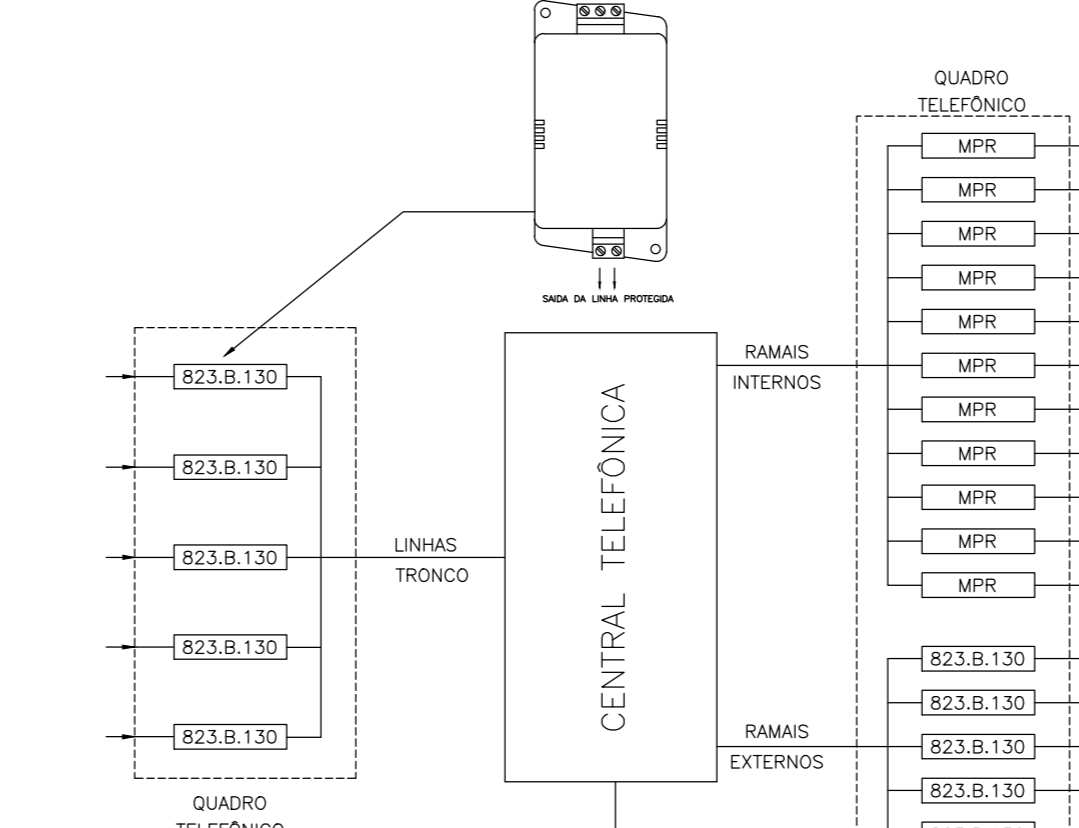 SAIDA DA LINHA PROTEGIDA
QUADRO
TELEFÔNICO
MPR
MPR
MPR
MPR
MPR
MPR
MPR
MPR
MPR
MPR
MPR
RAMAIS
INTERNOS
823.B.130
823.B.130
823.B.130
823.B.130
823.B.130
QUADRO
TELEFÔNICO
LINHAS
TRONCO
CENTRAL TELEFÔNICA
RAMAIS
EXTERNOS
823.B.130
823.B.130
823.B.130
823.B.130